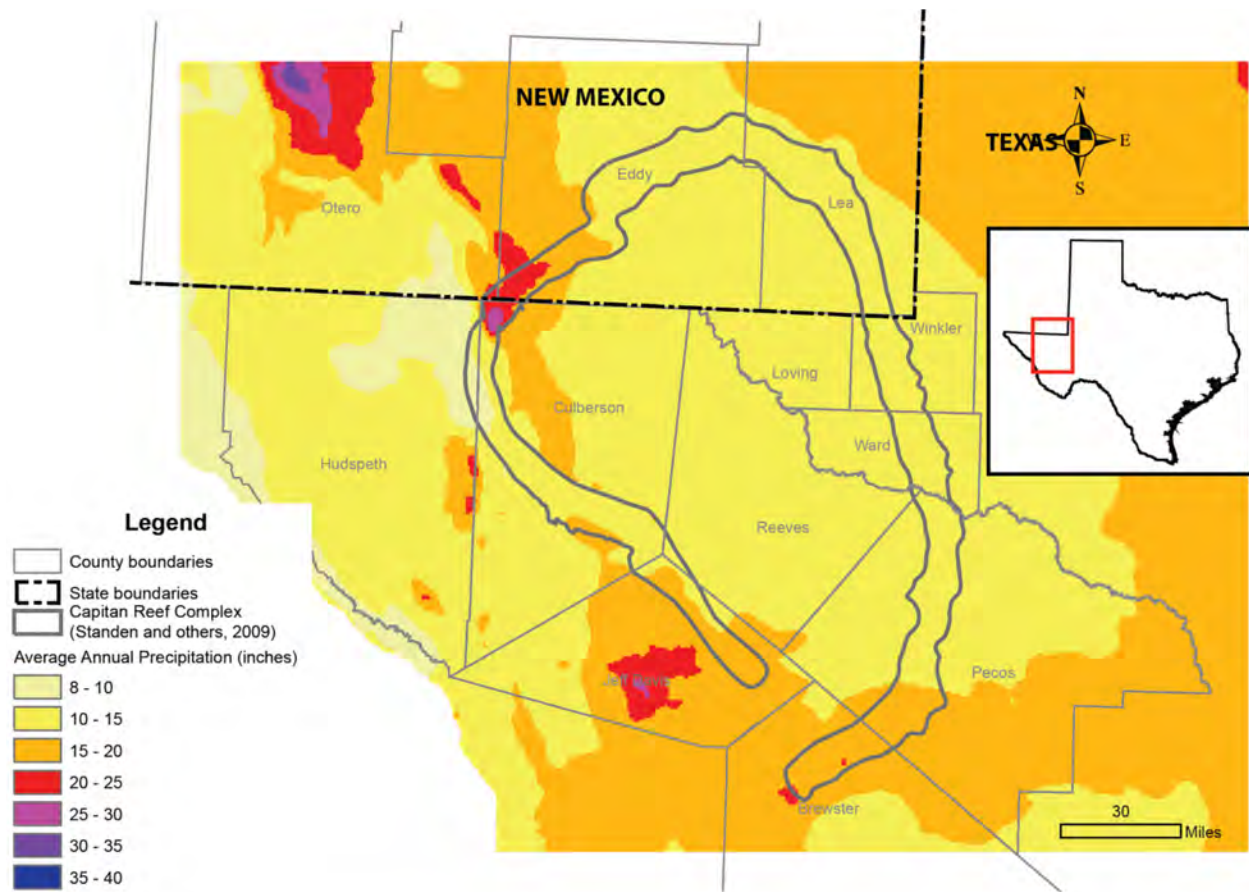 NEW MEXICO
N
TEXAS
E
S
Eddy
Otero
Lea
Winkler
Loving
Culberson
Ward
Hudspeth
Reeves
Pecos
Jeff Davis
Brewster
Legend
County boundaries
State boundaries
Capitan Reef Complex
(Standen and others, 2009)
Average Annual Precipitation (inches)
8 - 10
10 - 15
15 - 20
20 - 25
25 - 30
30 - 35
35 - 40
30
Miles